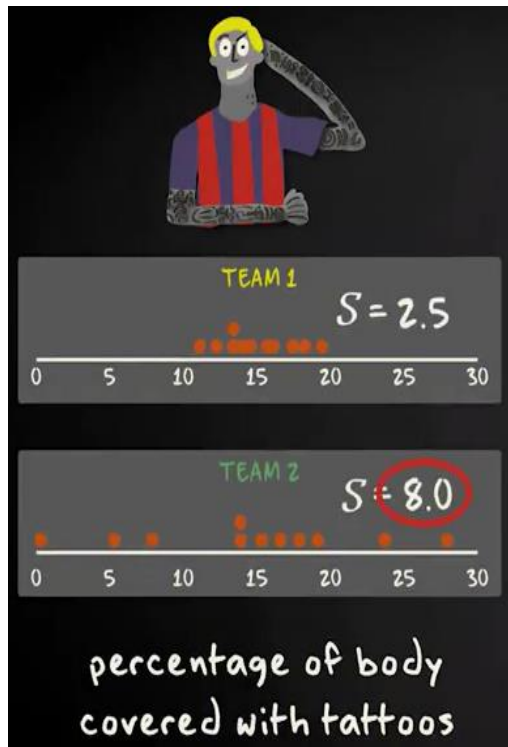 TEAM 1
S = 2.5
0 5 10 15 20 25 30
TEAM 2
S = 8.0
0 5 10 15 20 25 30
percentage of body
covered with tattoos